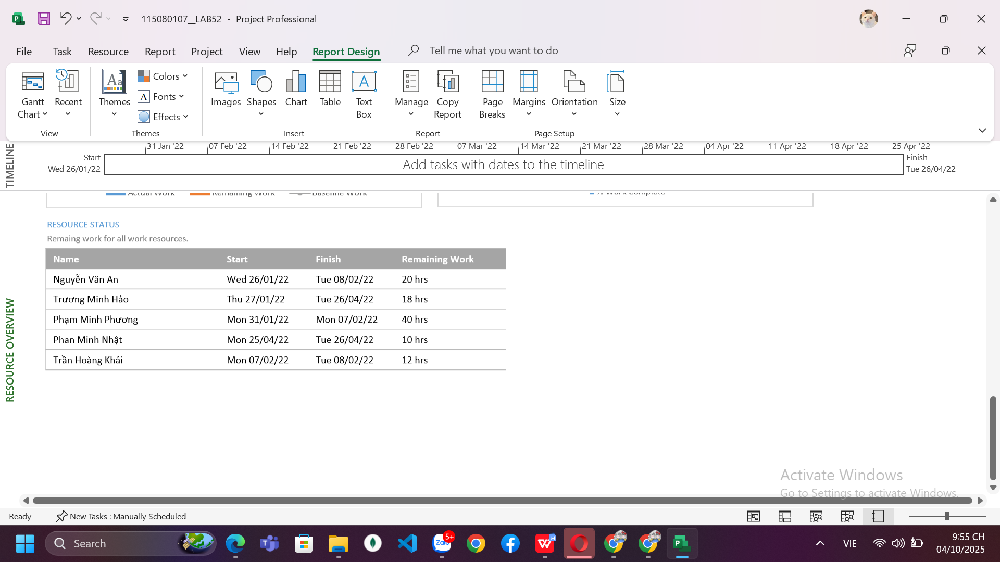 115080107__LAB52 - Project Professional
File Task Resource Report Project View Help Report Design Tell me what you want to do
Gantt Chart Recent Themes Colors Fonts Effects Images Shapes Chart Table Text Box Manage Copy Report Page Breaks Margins Orientation Size
View Themes Insert Report Page Setup
TIMELINE
31 Jan '22 07 Feb '22 14 Feb '22 21 Feb '22 28 Feb '22 07 Mar '22 14 Mar '22 21 Mar '22 28 Mar '22 04 Apr '22 11 Apr '22 18 Apr '22 25 Apr '22
Start
Wed 26/01/22
Add tasks with dates to the timeline
Finish
Tue 26/04/22
Actual Work Remaining Work Baseline Work
% Work Complete
RESOURCE OVERVIEW
RESOURCE STATUS
Remaing work for all work resources.
Name Start Finish Remaining Work
Nguyễn Văn An Wed 26/01/22 Tue 08/02/22 20 hrs
Trương Minh Hảo Thu 27/01/22 Tue 26/04/22 18 hrs
Phạm Minh Phương Mon 31/01/22 Mon 07/02/22 40 hrs
Phan Minh Nhật Mon 25/04/22 Tue 26/04/22 10 hrs
Trần Hoàng Khải Mon 07/02/22 Tue 08/02/22 12 hrs
Activate Windows
Go to Settings to activate Windows.
Ready New Tasks : Manually Scheduled
Search
Zalo 5+
VIE
9:55 CH
04/10/2025